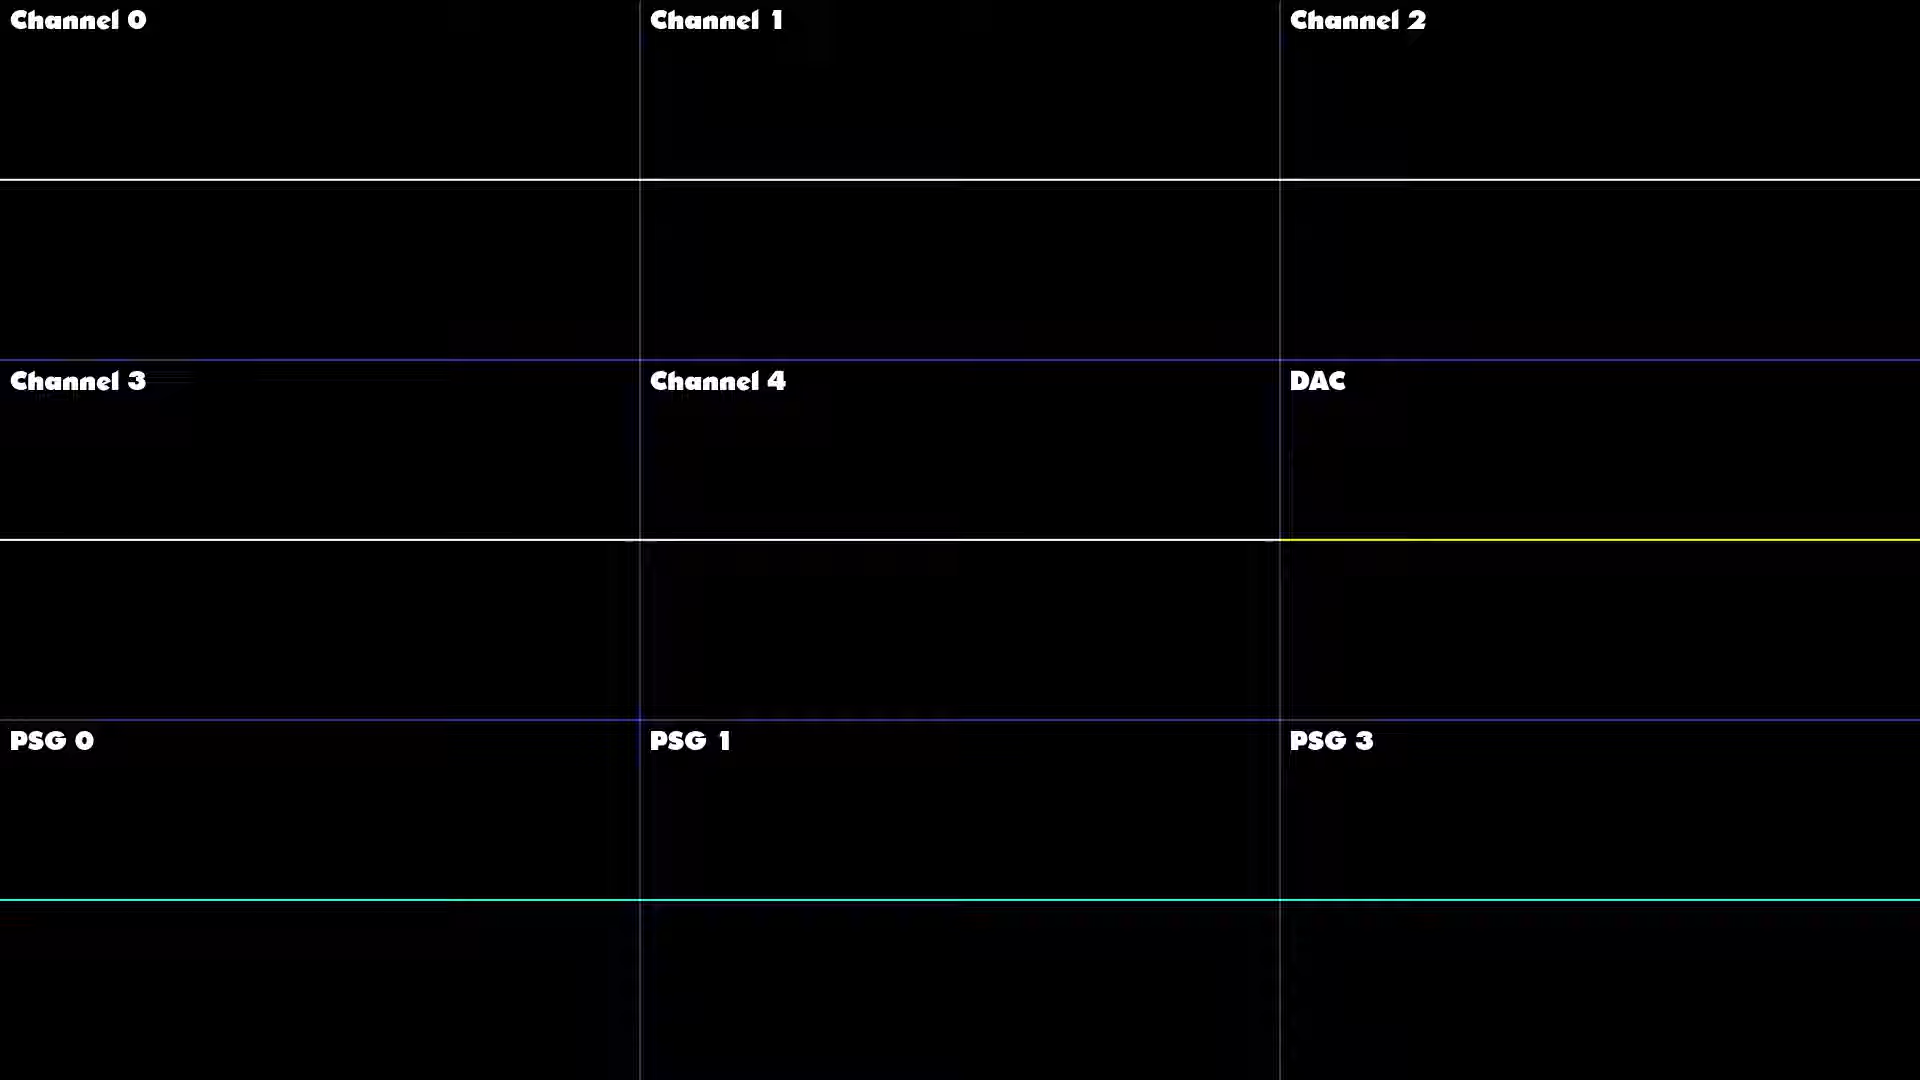 Channel 0
Channel 1
Channel 2
Channel 3
Channel 4
DAC
PSG 0
PSG 1
PSG 3